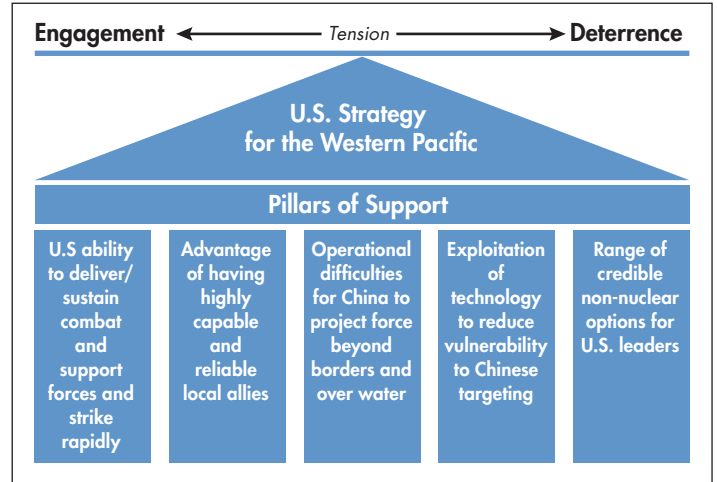 Engagement Tension Deterrence
U.S. Strategy
for the Western Pacific
Pillars of Support
U.S ability
to deliver/
sustain
combat
and
support
forces and
strike
rapidly
Advantage
of having
highly
capable
and
reliable
local allies
Operational
difficulties
for China to
project force
beyond
borders and
over water
Exploitation
of
technology
to reduce
vulnerability
to Chinese
targeting
Range of
credible
non-nuclear
options for
U.S. leaders